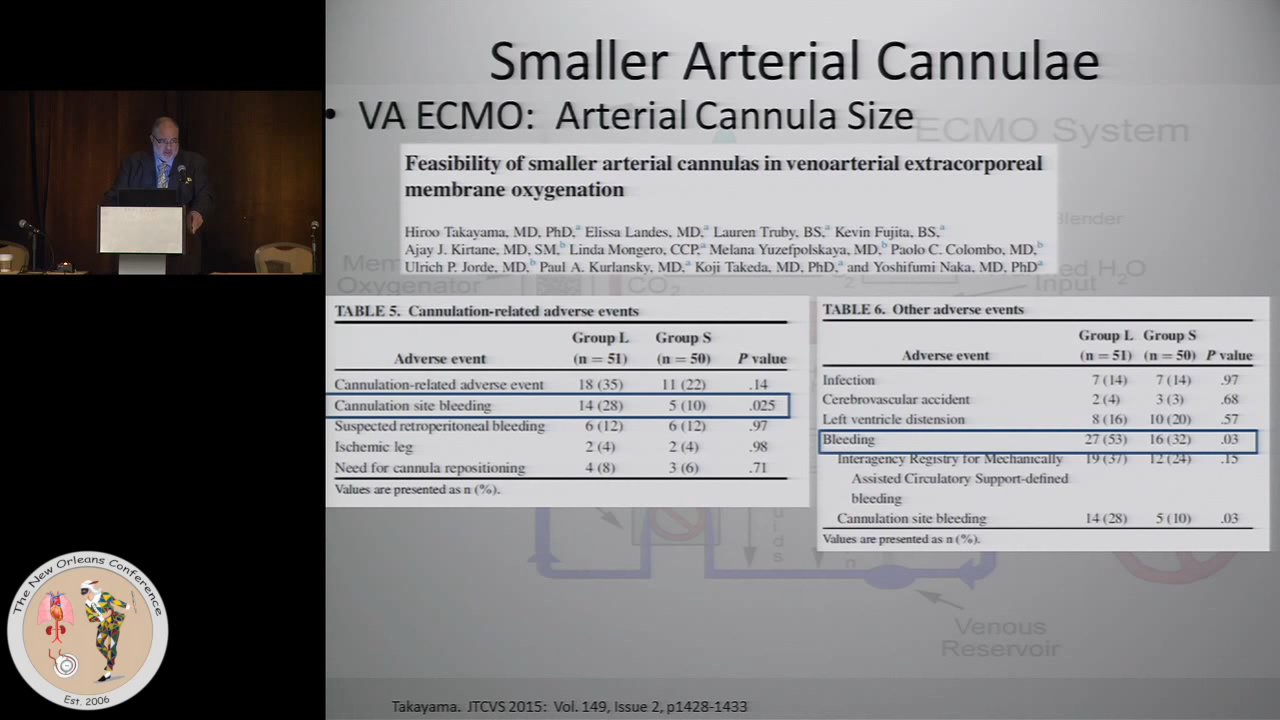 Smaller Arterial Cannulae
• VA ECMO: Arterial Cannula Size
ECMO System
Feasibility of smaller arterial cannulas in venoarterial extracorporeal
membrane oxygenation
Hiroo Takayama, MD, PhD,a Elissa Landes, MD,a Lauren Truby, BS,a Kevin Fujita, BS,a
Ajay J. Kirtane, MD, SM,b Linda Mongero, CCP,a Melana Yuzefpolskaya, MD,b Paolo C. Colombo, MD,b
Ulrich P. Jorde, MD,b Paul A. Kurlansky, MD,a Koji Takeda, MD, PhD,a and Yoshifumi Naka, MD, PhDa
Blender
Oxygenator
CO2
H2O
Input
TABLE 5. Cannulation-related adverse events
Group L Group S
Adverse event (n = 51) (n = 50) P value
Cannulation-related adverse event 18 (35) 11 (22) .14
Cannulation site bleeding 14 (28) 5 (10) .025
Suspected retroperitoneal bleeding 6 (12) 6 (12) .97
Ischemic leg 2 (4) 2 (4) .98
Need for cannula repositioning 4 (8) 3 (6) .71
Values are presented as n (%).
TABLE 6. Other adverse events
Group L Group S
Adverse event (n = 51) (n = 50) P value
Infection 7 (14) 7 (14) .97
Cerebrovascular accident 2 (4) 3 (3) .68
Left ventricle distension 8 (16) 10 (20) .57
Bleeding 27 (53) 16 (32) .03
Interagency Registry for Mechanically 19 (37) 12 (24) .15
Assisted Circulatory Support-defined
bleeding
Cannulation site bleeding 14 (28) 5 (10) .03
Values are presented as n (%).
Venous
Reservoir
The New Orleans Conference
Est. 2006
Takayama. JTCVS 2015: Vol. 149, Issue 2, p1428-1433